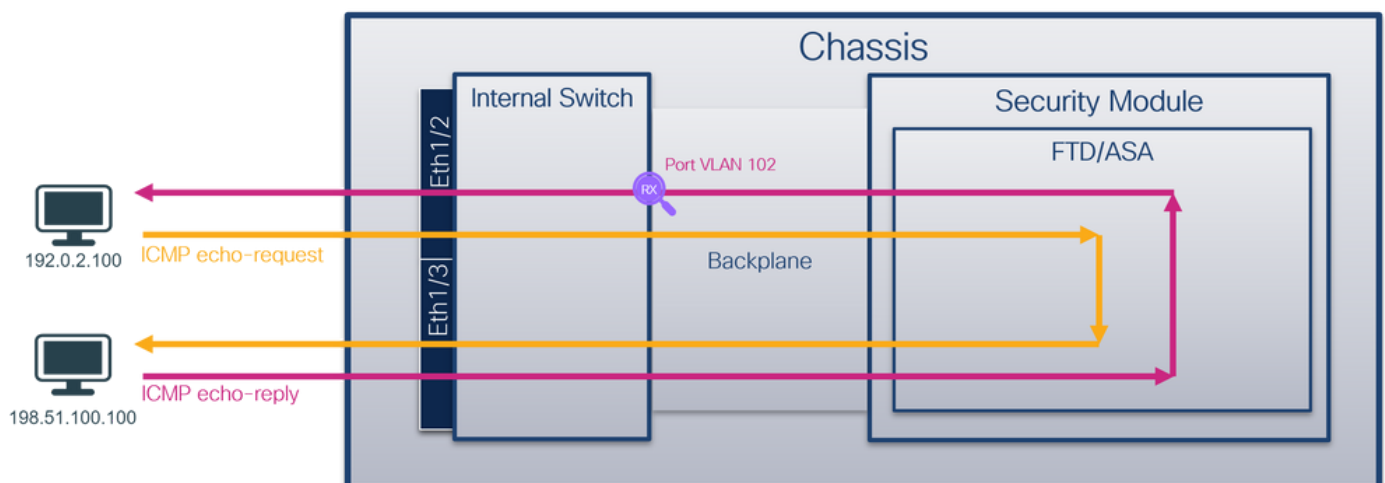 Chassis
Internal Switch
Security Module
FTD/ASA
Eth1/2
Port VLAN 102
RX
192.0.2.100
ICMP echo-request
Backplane
Eth1/3
ICMP echo-reply
198.51.100.100